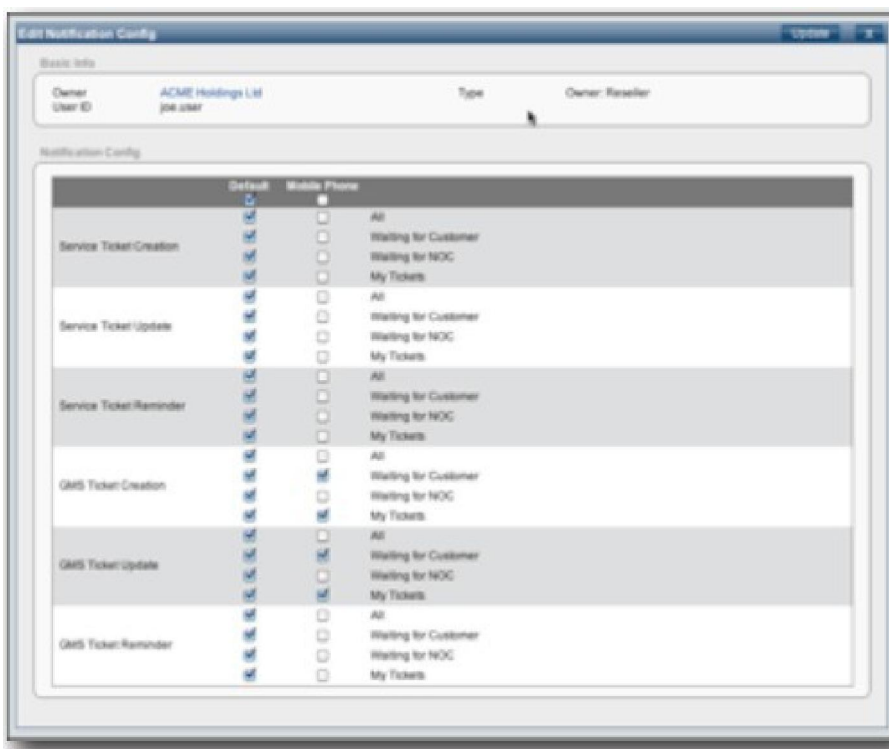 Edit Notification Config Update X
Basic Info
Owner ACME Holdings Ltd Type Owner: Reseller
User ID joe.user
Notification Config
Default Mobile Phone
Service Ticket Creation
All
Waiting for Customer
Waiting for NOC
My Tickets
Service Ticket Update
All
Waiting for Customer
Waiting for NOC
My Tickets
Service Ticket Reminder
All
Waiting for Customer
Waiting for NOC
My Tickets
GMS Ticket Creation
All
Waiting for Customer
Waiting for NOC
My Tickets
GMS Ticket Update
All
Waiting for Customer
Waiting for NOC
My Tickets
GMS Ticket Reminder
All
Waiting for Customer
Waiting for NOC
My Tickets